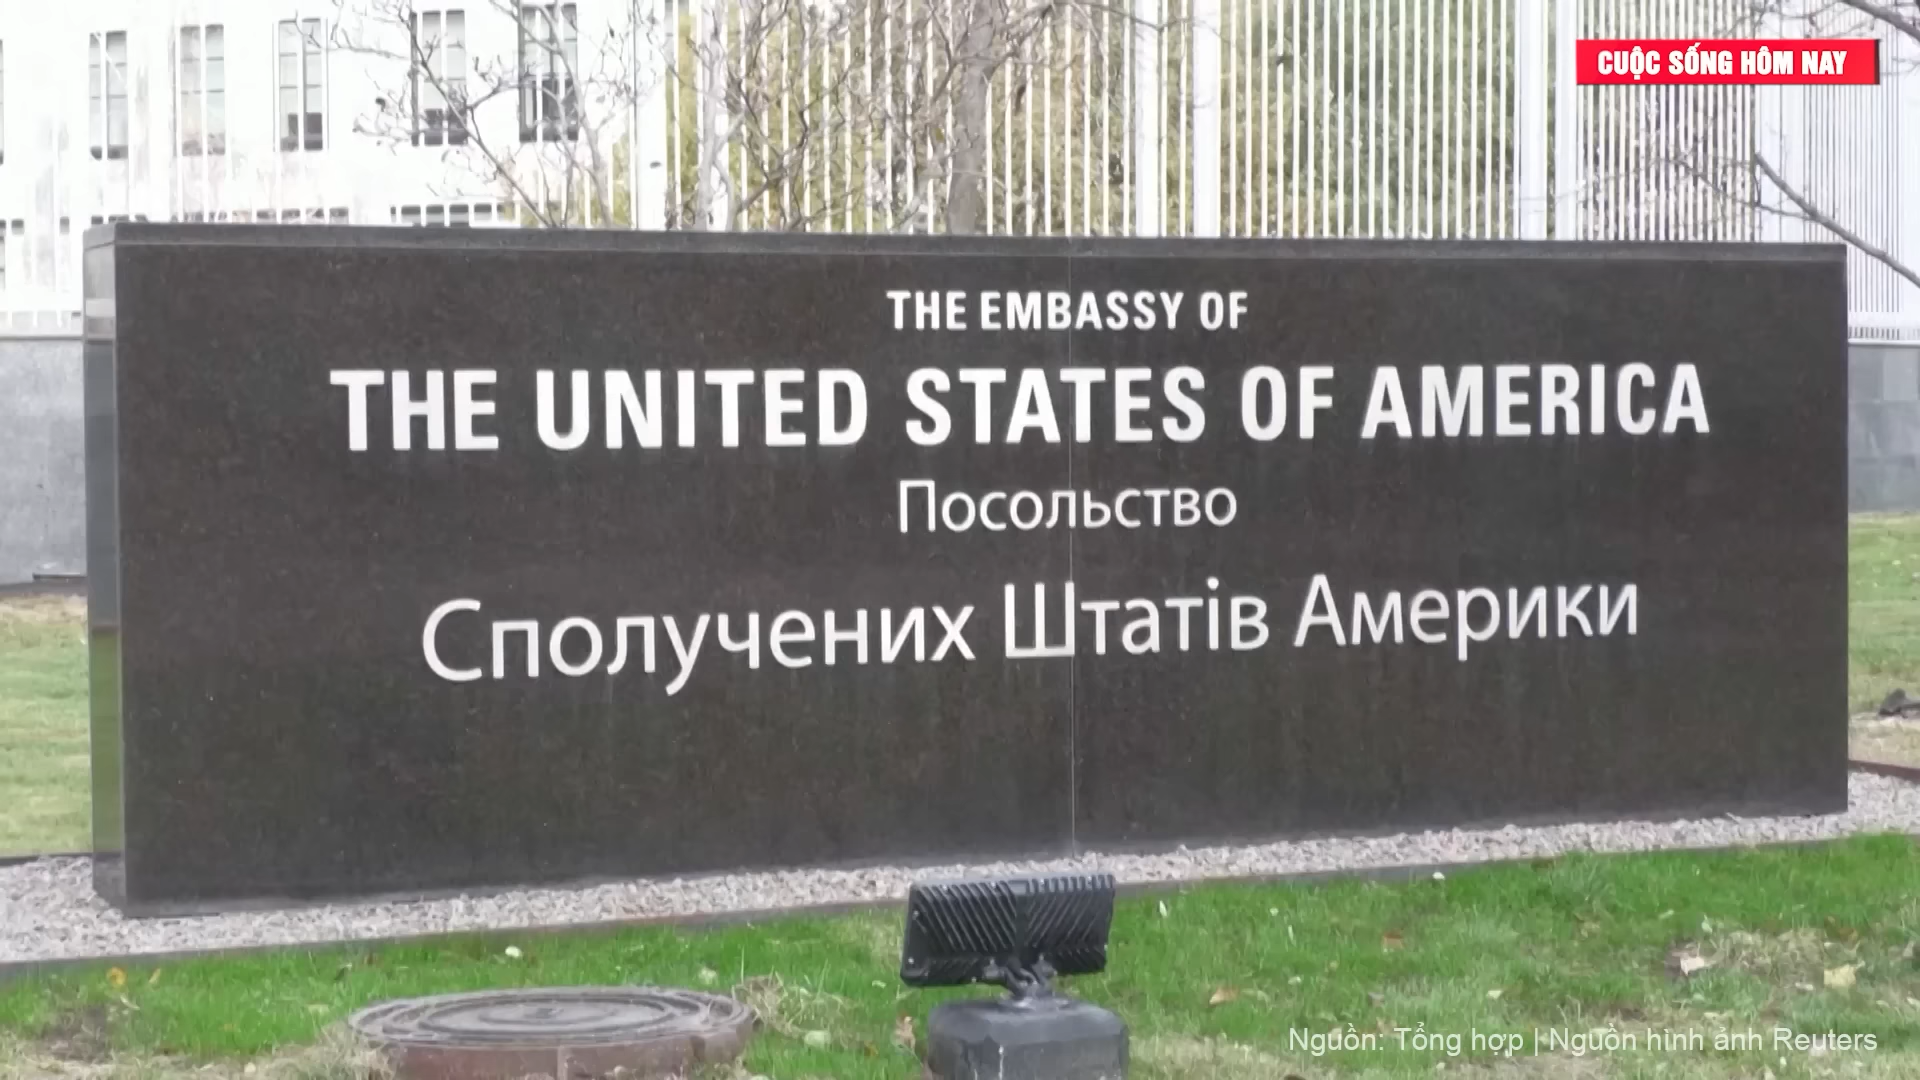 CUỘC SỐNG HÔM NAY
THE EMBASSY OF
THE UNITED STATES OF AMERICA
Посольство
Сполучених Штатів Америки
Nguồn: Tổng hợp | Nguồn hình ảnh Reuters